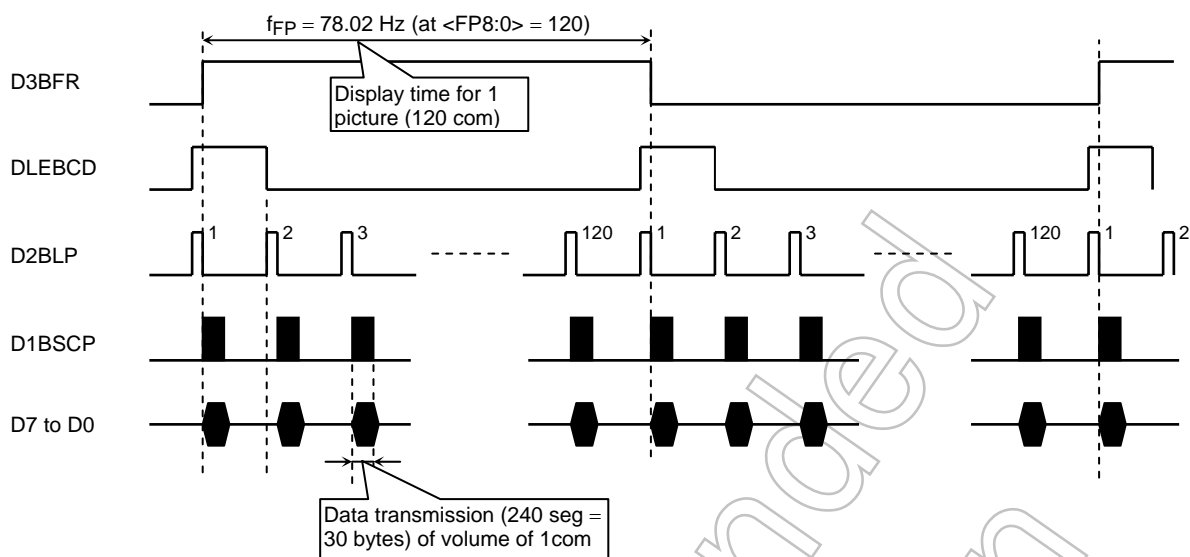 fFP = 78.02 Hz (at <FP8:0> = 120)
D3BFR
Display time for 1
picture (120 com)
DLEBCD
D2BLP
1 2 3 120 1 2 3 120 1 2
D1BSCP
D7 to D0
Data transmission (240 seg =
30 bytes) of volume of 1com